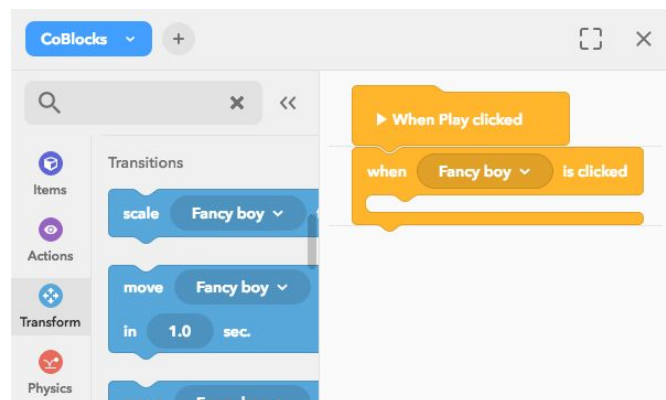 CoBlocks
When Play clicked
when Fancy boy is clicked
Transitions
Items
scale Fancy boy
Actions
move Fancy boy
Transform
in 1.0 sec.
Physics